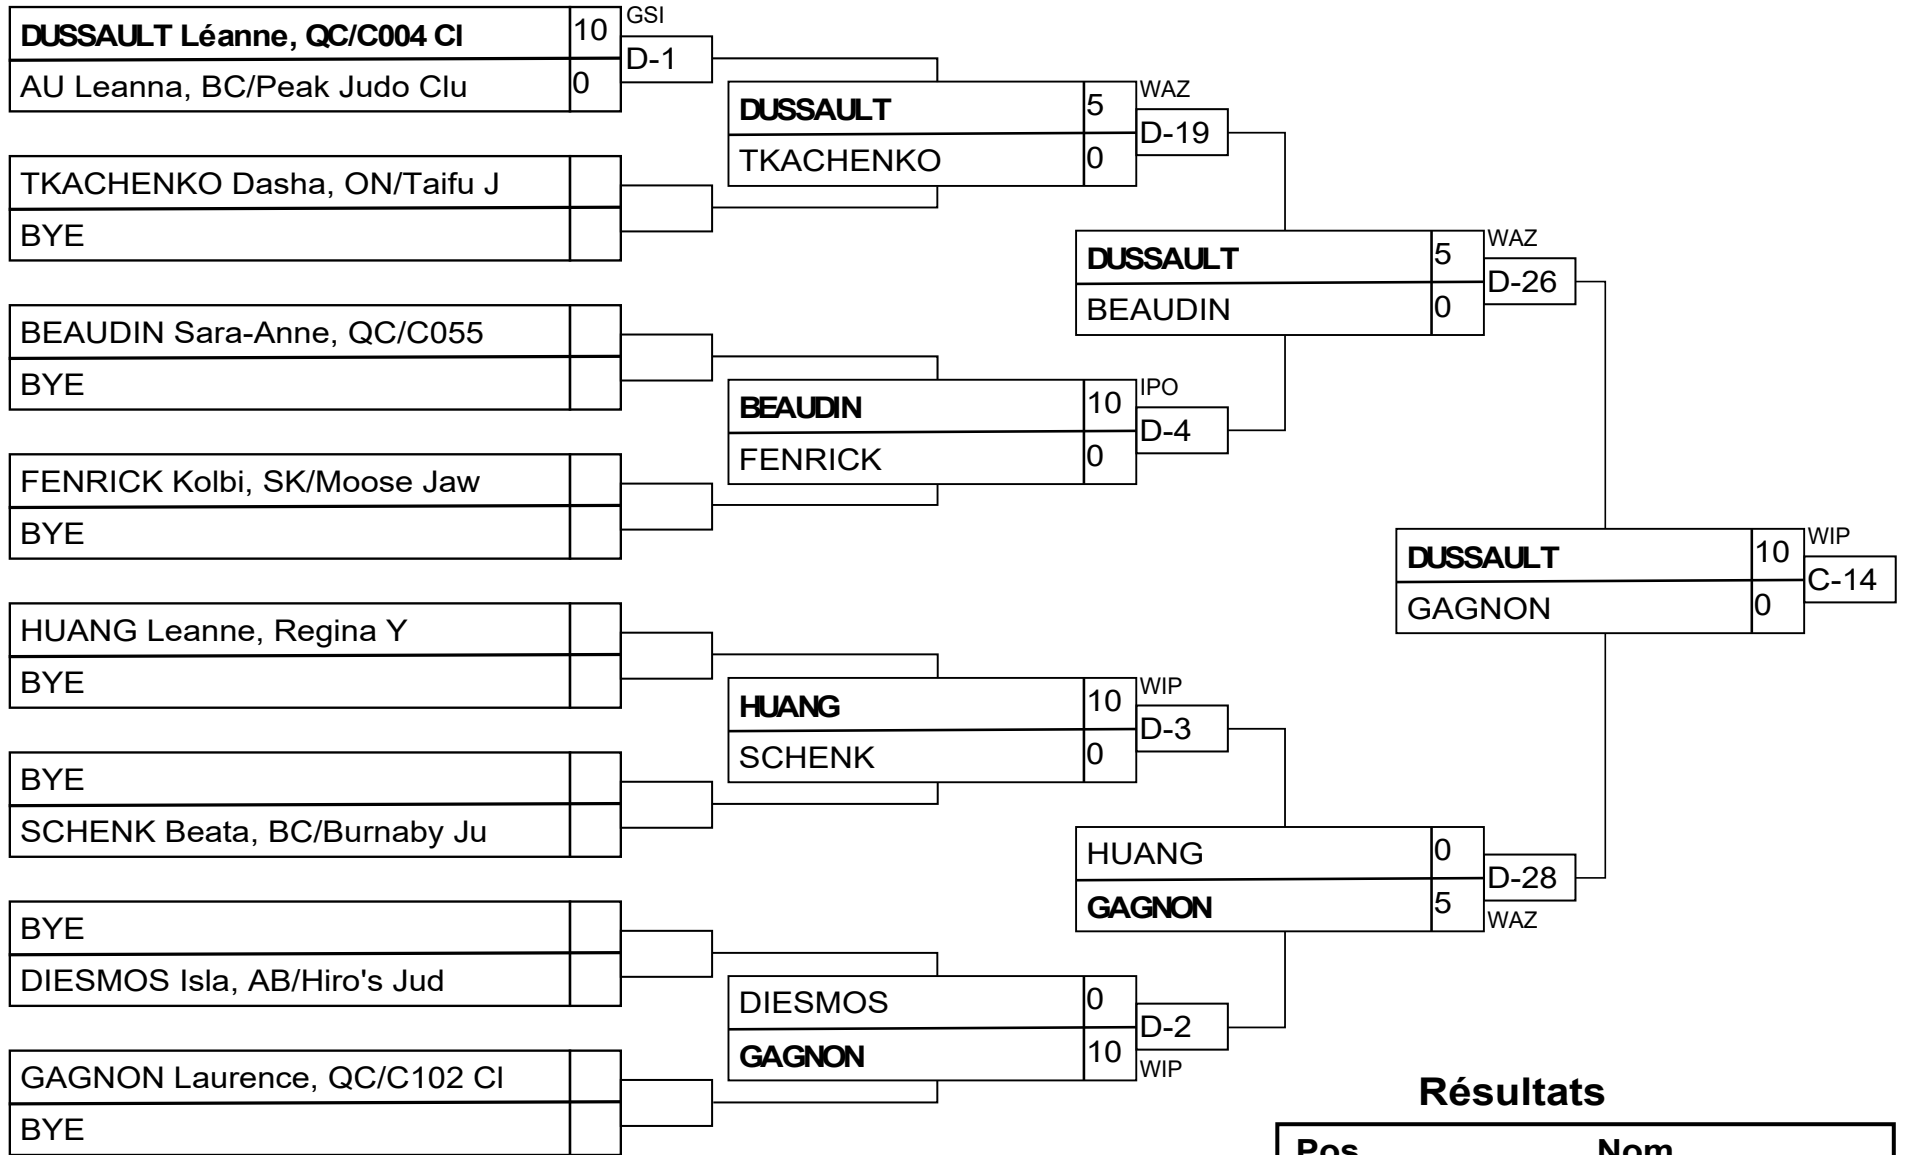 DUSSAULT Léanne, QC/C004 Cl 10
GSI
D-1
AU Leanna, BC/Peak Judo Clu 0
TKACHENKO Dasha, ON/Taifu J
BYE
BEAUDIN Sara-Anne, QC/C055
BYE
FENRICK Kolbi, SK/Moose Jaw
BYE
HUANG Leanne, Regina Y
BYE
BYE
SCHENK Beata, BC/Burnaby Ju
BYE
DIESMOS Isla, AB/Hiro's Jud
GAGNON Laurence, QC/C102 Cl
BYE
DUSSAULT 5
WAZ
D-19
TKACHENKO 0
BEAUDIN 10
IPO
D-4
FENRICK 0
HUANG 10
WIP
D-3
SCHENK 0
DIESMOS 0
D-2
GAGNON 10
WIP
DUSSAULT 5
WAZ
D-26
BEAUDIN 0
HUANG 0
D-28
GAGNON 5
WAZ
DUSSAULT 10
WIP
C-14
GAGNON 0
Résultats
Pos Nom